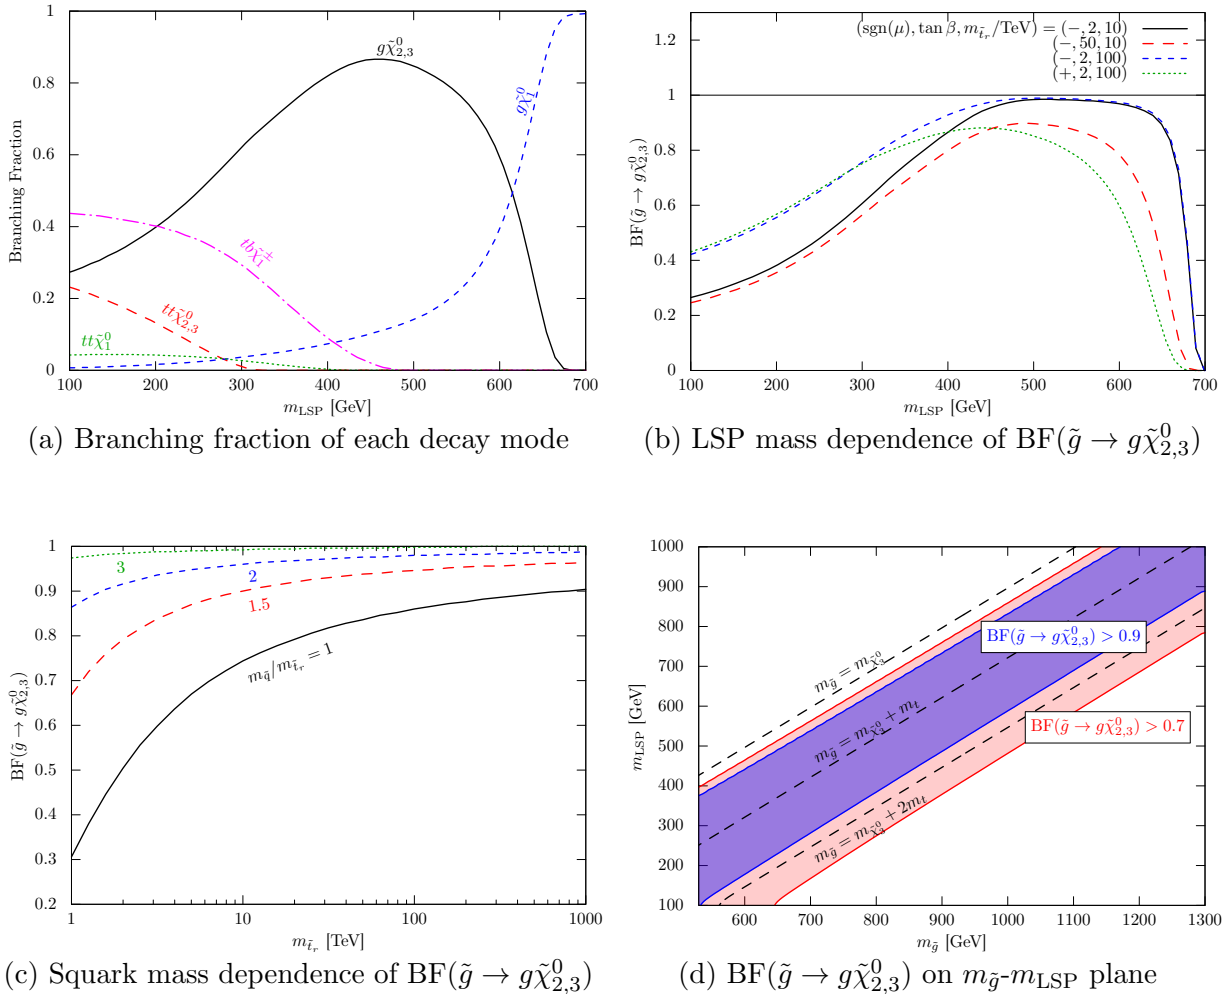 1
0.8
0.6
0.4
0.2
0
100 200 300 400 500 600 700
Branching Fraction
m_LSP [GeV]
gχ̃⁰₂,₃
gχ̃⁰₁
tbχ̃±₁
ttχ̃⁰₂,₃
ttχ̃⁰₁
(a) Branching fraction of each decay mode
1.2
1
0.8
0.6
0.4
0.2
0
100 200 300 400 500 600 700
BF(g̃ → gχ̃⁰₂,₃)
m_LSP [GeV]
(sgn(μ), tan β, m_t̃r/TeV) = (−, 2, 10)
(−, 50, 10)
(−, 2, 100)
(+, 2, 100)
(b) LSP mass dependence of BF(g̃ → gχ̃⁰₂,₃)
1
0.9
0.8
0.7
0.6
0.5
0.4
0.3
0.2
1 10 100 1000
BF(g̃ → gχ̃⁰₂,₃)
m_t̃r [TeV]
3
2
1.5
m_q̃/m_t̃r = 1
(c) Squark mass dependence of BF(g̃ → gχ̃⁰₂,₃)
1000
900
800
700
600
500
400
300
200
100
600 700 800 900 1000 1100 1200 1300
m_LSP [GeV]
m_g̃ [GeV]
m_g̃ = m_χ̃⁰₃
m_g̃ = m_χ̃⁰₃ + m_t
m_g̃ = m_χ̃⁰₃ + 2m_t
BF(g̃ → gχ̃⁰₂,₃) > 0.9
BF(g̃ → gχ̃⁰₂,₃) > 0.7
(d) BF(g̃ → gχ̃⁰₂,₃) on m_g̃-m_LSP plane